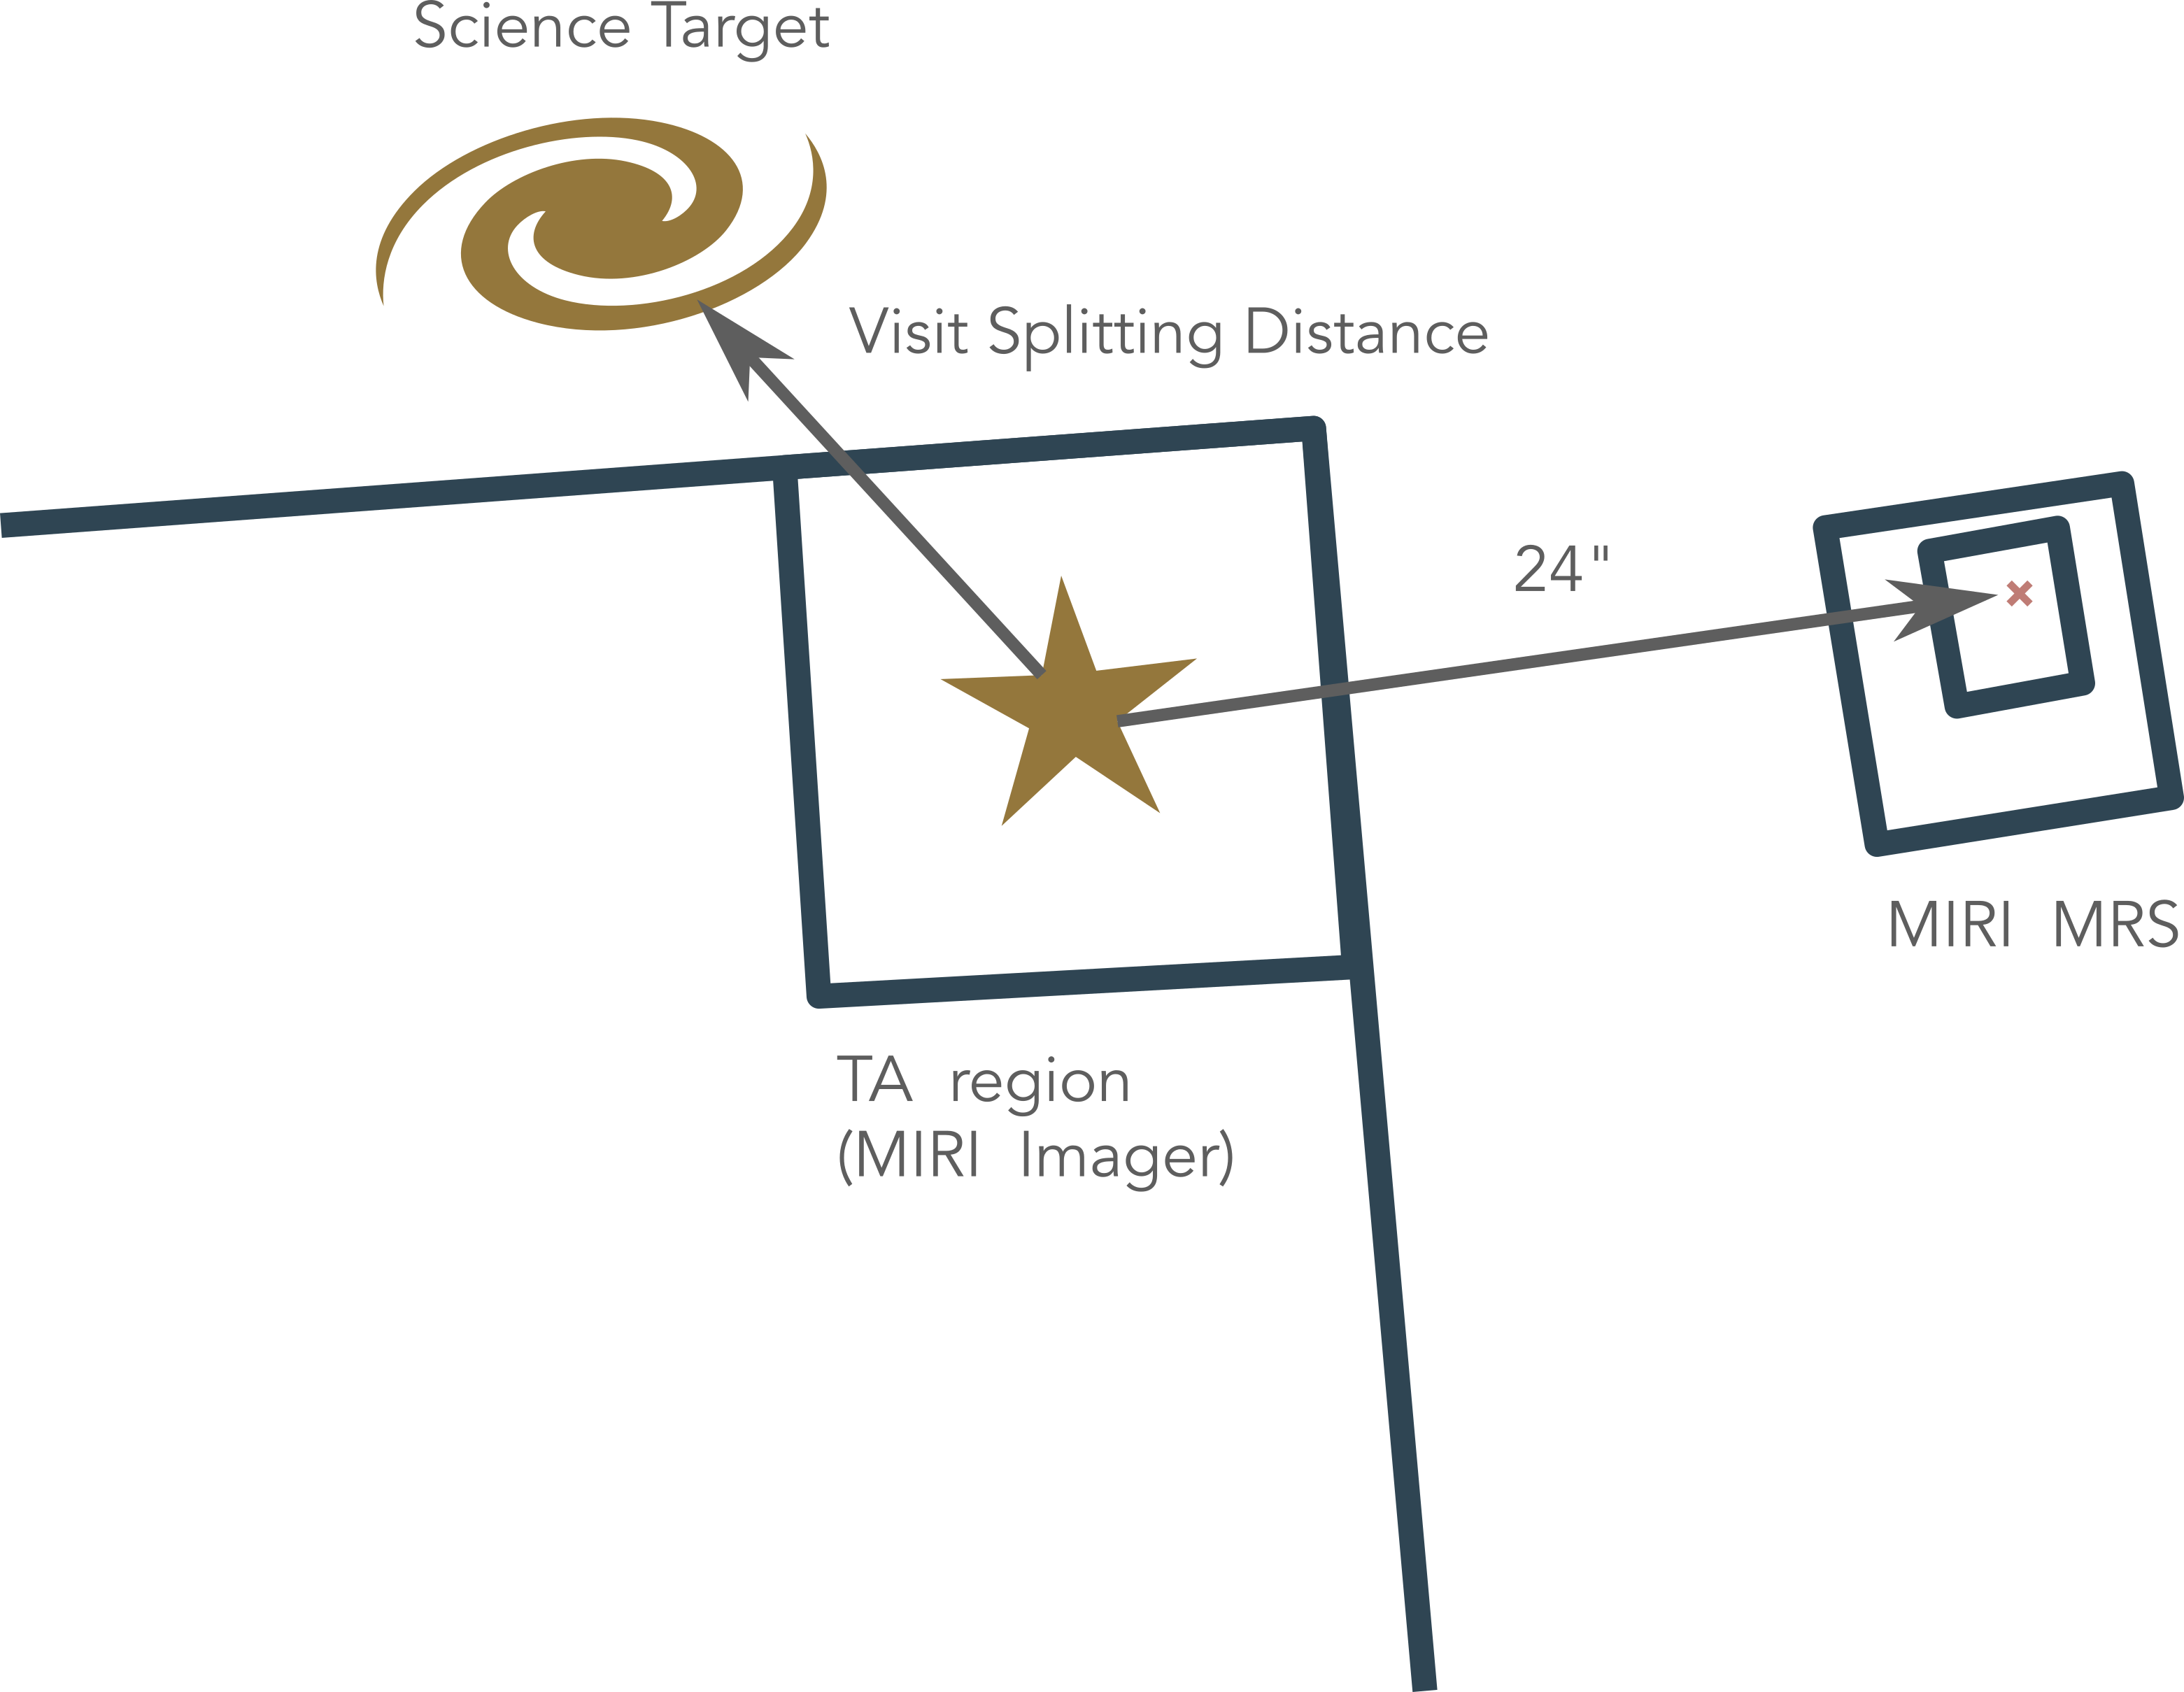 Science Target
Visit Splitting Distance
24"
MIRI MRS
TA region
(MIRI Imager)